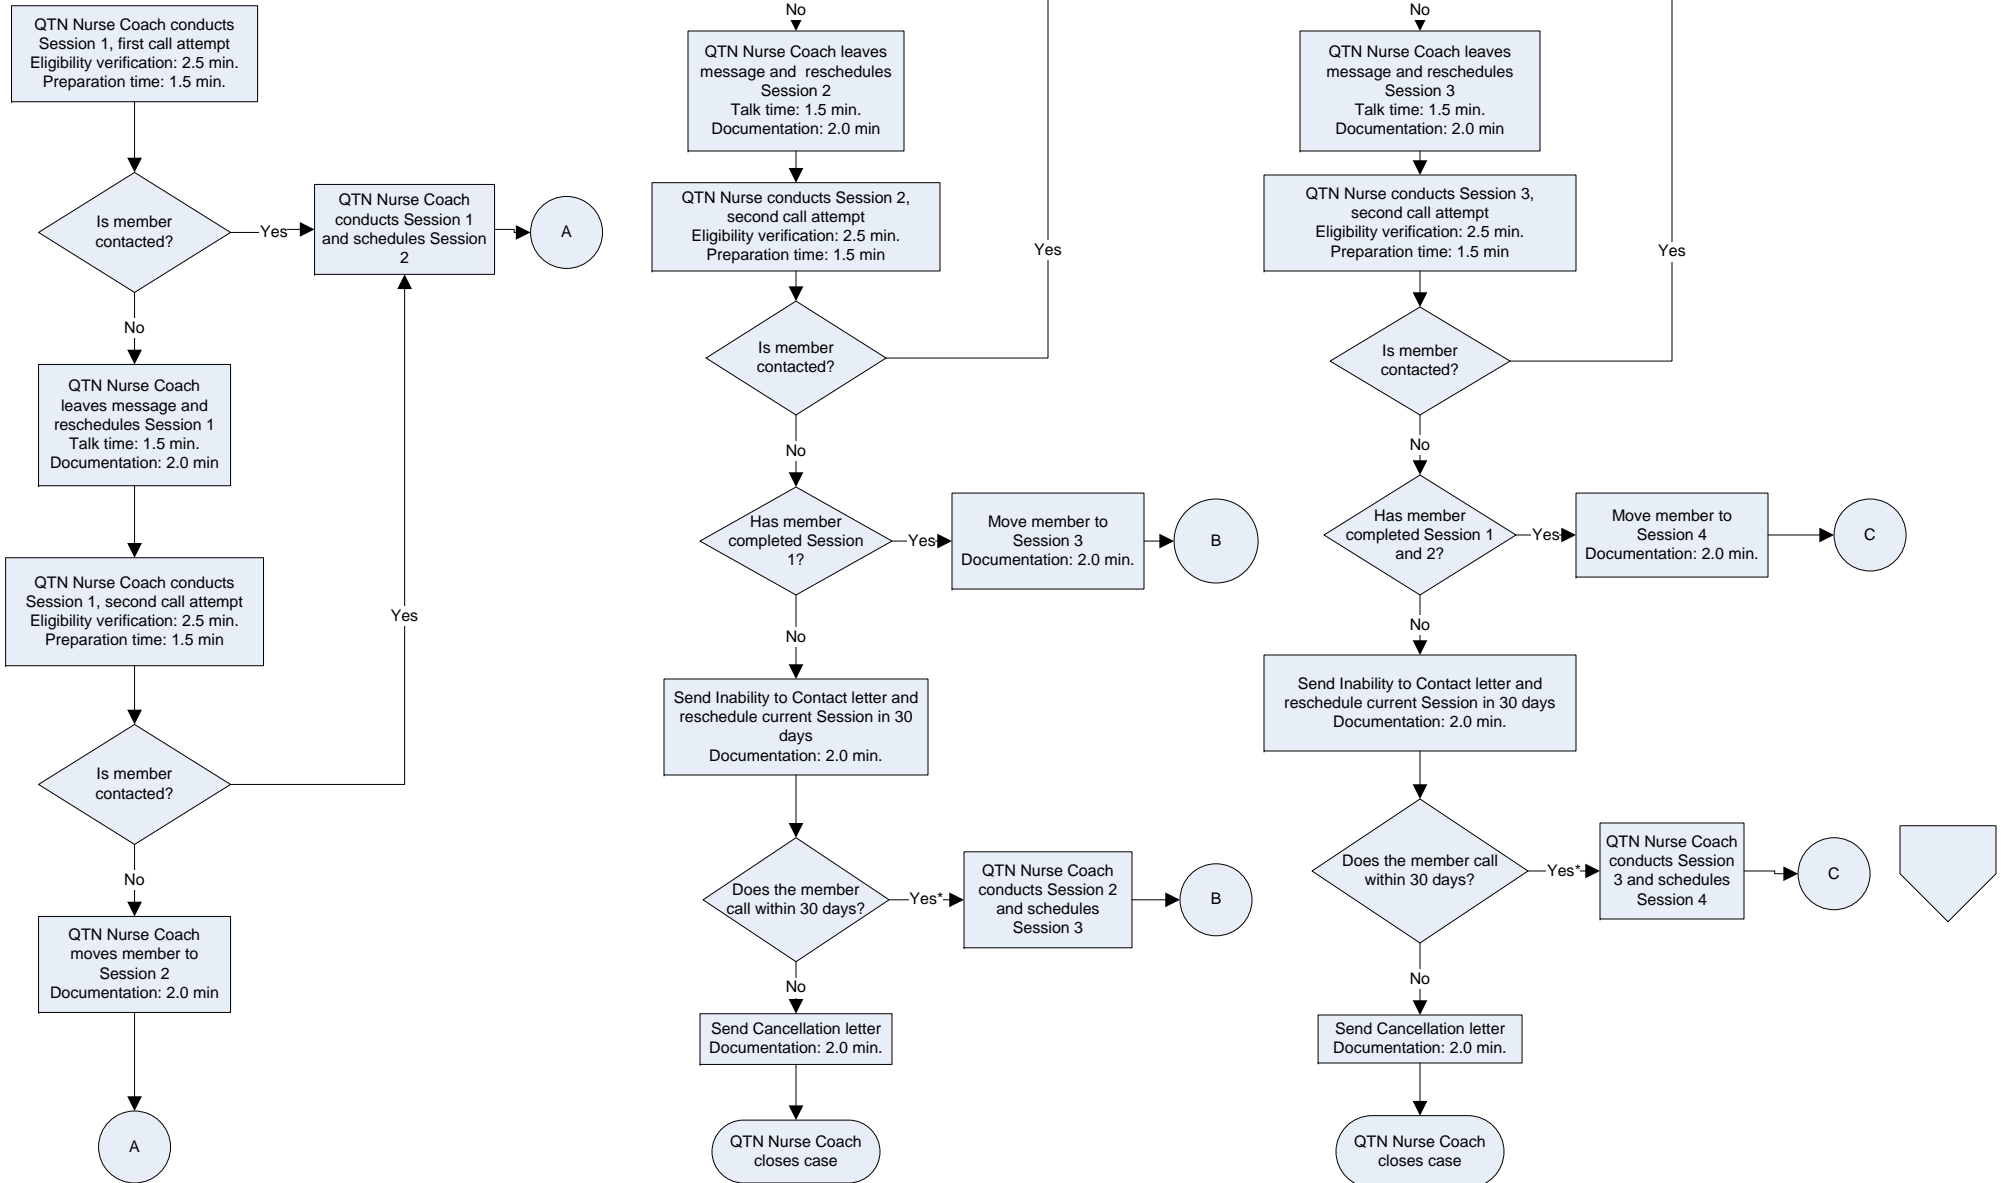 QTN Nurse Coach conducts
Session 1, first call attempt
Eligibility verification: 2.5 min.
Preparation time: 1.5 min.
Is member
contacted?
Yes
QTN Nurse Coach
conducts Session 1
and schedules Session
2
A
No
QTN Nurse Coach
leaves message and
reschedules Session 1
Talk time: 1.5 min.
Documentation: 2.0 min
QTN Nurse Coach conducts
Session 1, second call attempt
Eligibility verification: 2.5 min.
Preparation time: 1.5 min
Yes
Is member
contacted?
No
QTN Nurse Coach
moves member to
Session 2
Documentation: 2.0 min
A
No
QTN Nurse Coach leaves
message and  reschedules
Session 2
Talk time: 1.5 min.
Documentation: 2.0 min
QTN Nurse conducts Session 2,
second call attempt
Eligibility verification: 2.5 min.
Preparation time: 1.5 min
Yes
Is member
contacted?
No
Has member
completed Session
1?
Yes
Move member to
Session 3
Documentation: 2.0 min.
B
No
Send Inability to Contact letter and
reschedule current Session in 30
days
Documentation: 2.0 min.
Does the member
call within 30 days?
Yes*
QTN Nurse Coach
conducts Session 2
and schedules
Session 3
B
No
Send Cancellation letter
Documentation: 2.0 min.
QTN Nurse Coach
closes case
No
QTN Nurse Coach leaves
message and reschedules
Session 3
Talk time: 1.5 min.
Documentation: 2.0 min
QTN Nurse conducts Session 3,
second call attempt
Eligibility verification: 2.5 min.
Preparation time: 1.5 min
Yes
Is member
contacted?
No
Has member
completed Session 1
and 2?
Yes
Move member to
Session 4
Documentation: 2.0 min.
C
No
Send Inability to Contact letter and
reschedule current Session in 30 days
Documentation: 2.0 min.
Does the member call
within 30 days?
Yes*
QTN Nurse Coach
conducts Session
3 and schedules
Session 4
C
No
Send Cancellation letter
Documentation: 2.0 min.
QTN Nurse Coach
closes case